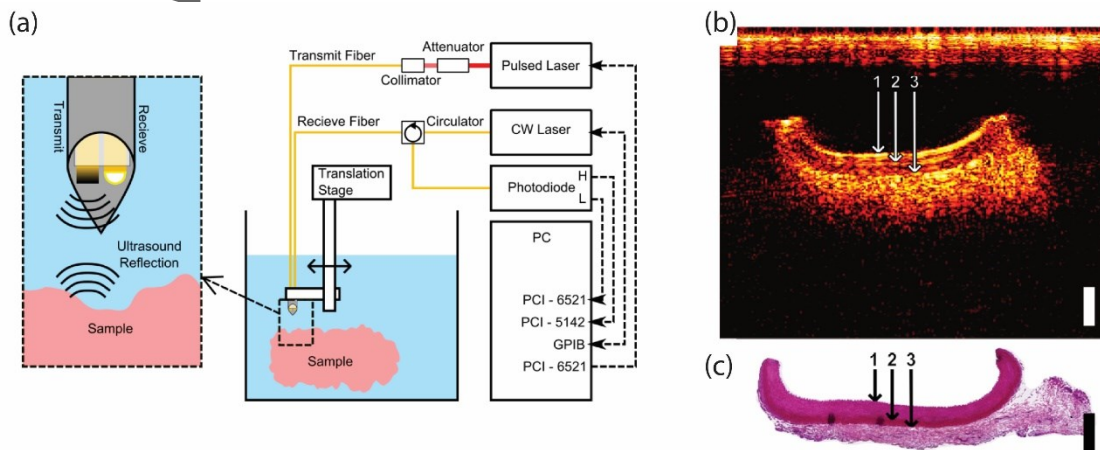 (a)
Transmit
Recieve
Ultrasound
Reflection
Sample
Transmit Fiber
Attenuator
Collimator
Pulsed Laser
Recieve Fiber
Circulator
CW Laser
Translation
Stage
Photodiode
H
L
PC
PCI - 6521
PCI - 5142
GPIB
PCI - 6521
Sample
(b)
1 2 3
(c)
1 2 3